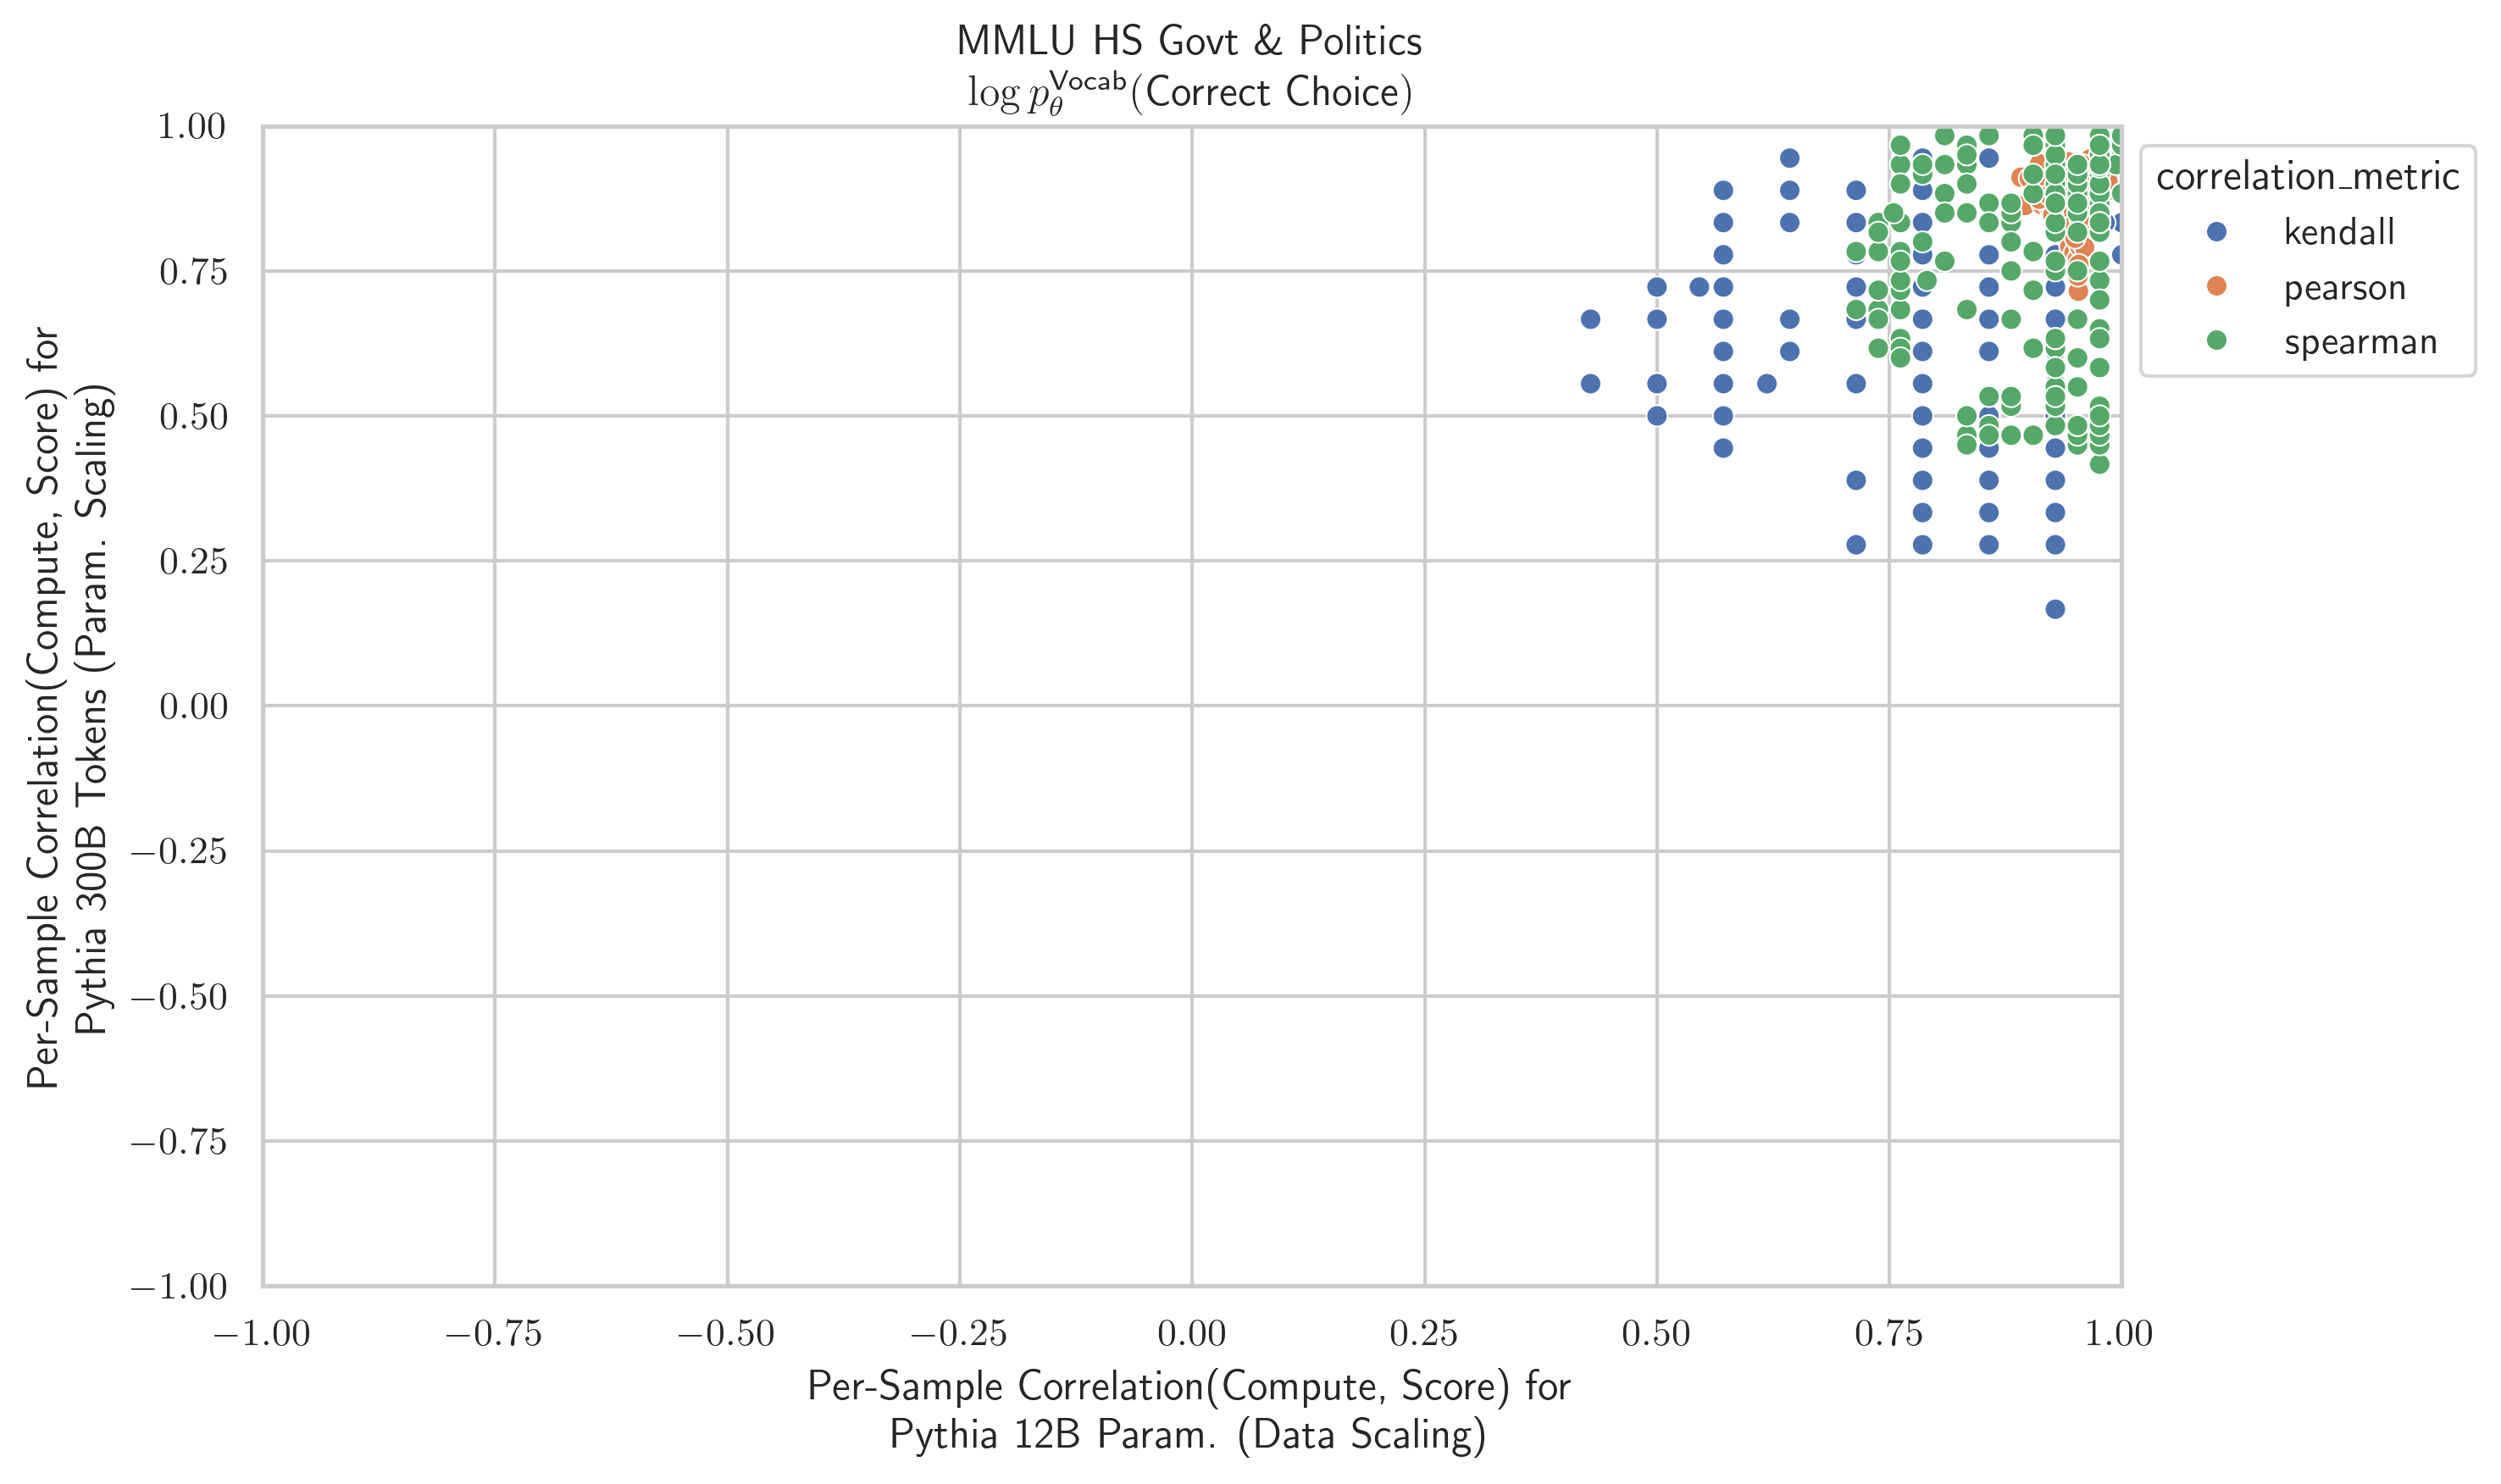 MMLU HS Govt & Politics
log p_θ^Vocab(Correct Choice)
1.00
0.75
0.50
0.25
0.00
−0.25
−0.50
−0.75
−1.00
Per-Sample Correlation(Compute, Score) for
Pythia 300B Tokens (Param. Scaling)
−1.00
−0.75
−0.50
−0.25
0.00
0.25
0.50
0.75
1.00
Per-Sample Correlation(Compute, Score) for
Pythia 12B Param. (Data Scaling)
correlation_metric
kendall
pearson
spearman